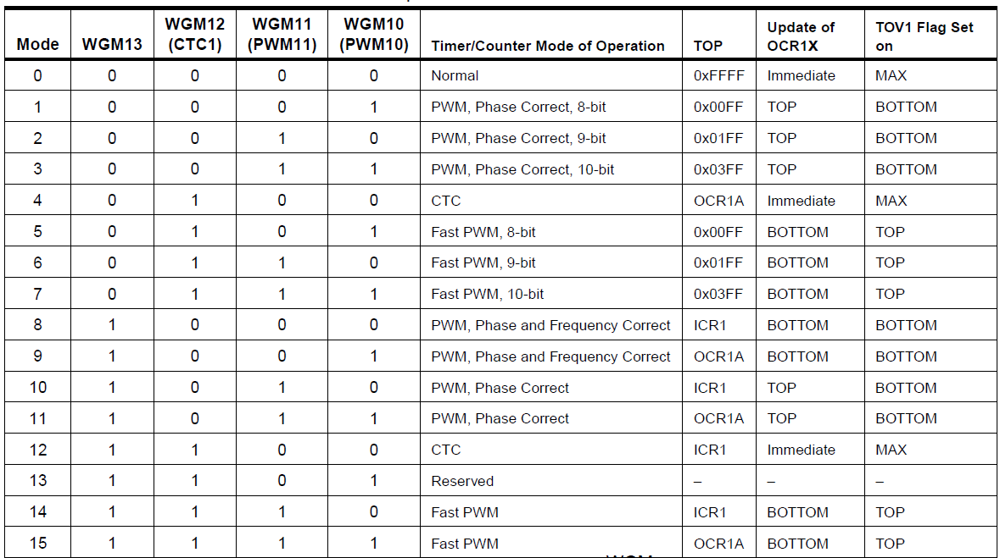 Mode WGM13 WGM12 (CTC1) WGM11 (PWM11) WGM10 (PWM10) Timer/Counter Mode of Operation TOP Update of OCR1X TOV1 Flag Set on
0 0 0 0 0 Normal 0xFFFF Immediate MAX
1 0 0 0 1 PWM, Phase Correct, 8-bit 0x00FF TOP BOTTOM
2 0 0 1 0 PWM, Phase Correct, 9-bit 0x01FF TOP BOTTOM
3 0 0 1 1 PWM, Phase Correct, 10-bit 0x03FF TOP BOTTOM
4 0 1 0 0 CTC OCR1A Immediate MAX
5 0 1 0 1 Fast PWM, 8-bit 0x00FF BOTTOM TOP
6 0 1 1 0 Fast PWM, 9-bit 0x01FF BOTTOM TOP
7 0 1 1 1 Fast PWM, 10-bit 0x03FF BOTTOM TOP
8 1 0 0 0 PWM, Phase and Frequency Correct ICR1 BOTTOM BOTTOM
9 1 0 0 1 PWM, Phase and Frequency Correct OCR1A BOTTOM BOTTOM
10 1 0 1 0 PWM, Phase Correct ICR1 TOP BOTTOM
11 1 0 1 1 PWM, Phase Correct OCR1A TOP BOTTOM
12 1 1 0 0 CTC ICR1 Immediate MAX
13 1 1 0 1 Reserved – – –
14 1 1 1 0 Fast PWM ICR1 BOTTOM TOP
15 1 1 1 1 Fast PWM OCR1A BOTTOM TOP